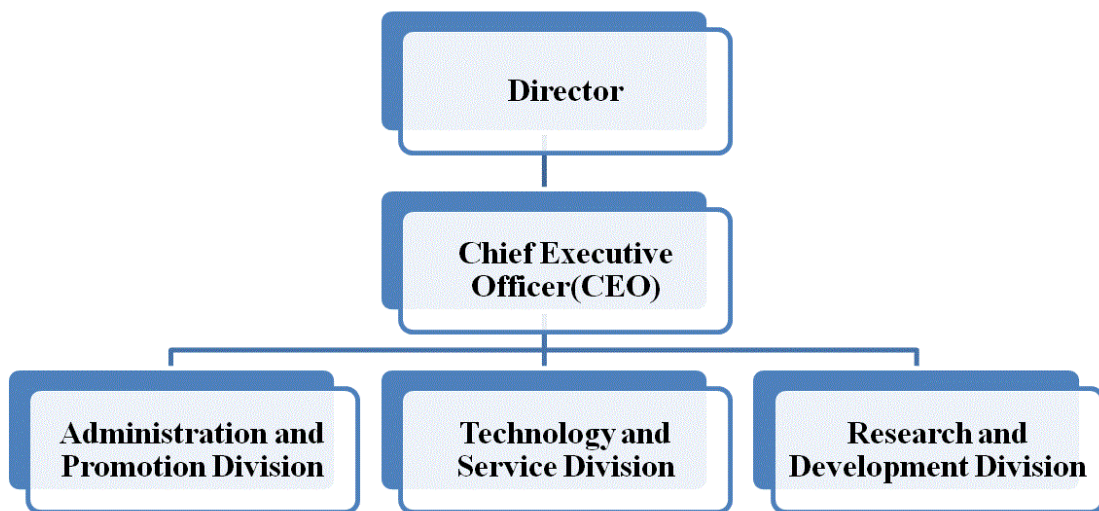 Director
Chief Executive
Officer(CEO)
Administration and
Promotion Division
Technology and
Service Division
Research and
Development Division